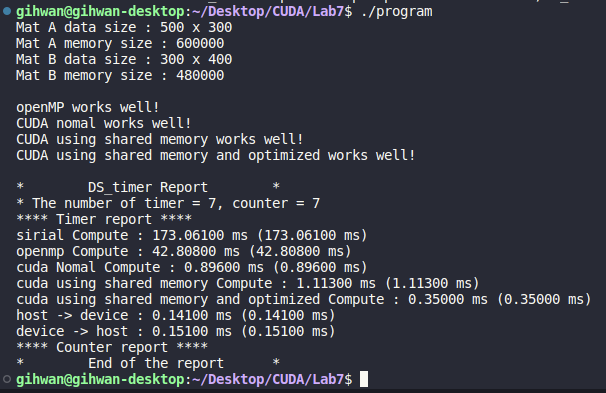 gihwan@gihwan-desktop:~/Desktop/CUDA/Lab7$ ./program
Mat A data size : 500 x 300
Mat A memory size : 600000
Mat B data size : 300 x 400
Mat B memory size : 480000
openMP works well!
CUDA nomal works well!
CUDA using shared memory works well!
CUDA using shared memory and optimized works well!
* DS_timer Report *
* The number of timer = 7, counter = 7
**** Timer report ****
sirial Compute : 173.06100 ms (173.06100 ms)
openmp Compute : 42.80800 ms (42.80800 ms)
cuda Nomal Compute : 0.89600 ms (0.89600 ms)
cuda using shared memory Compute : 1.11300 ms (1.11300 ms)
cuda using shared memory and optimized Compute : 0.35000 ms (0.35000 ms)
host -> device : 0.14100 ms (0.14100 ms)
device -> host : 0.15100 ms (0.15100 ms)
**** Counter report ****
* End of the report *
gihwan@gihwan-desktop:~/Desktop/CUDA/Lab7$